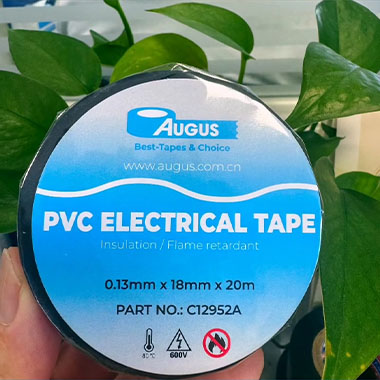 AUGUS
Best-Tapes & Choice
www.augus.com.cn
PVC ELECTRICAL TAPE
Insulation / Flame retardant
0.13mm x 18mm x 20m
PART NO.: C12952A
80℃ 600V